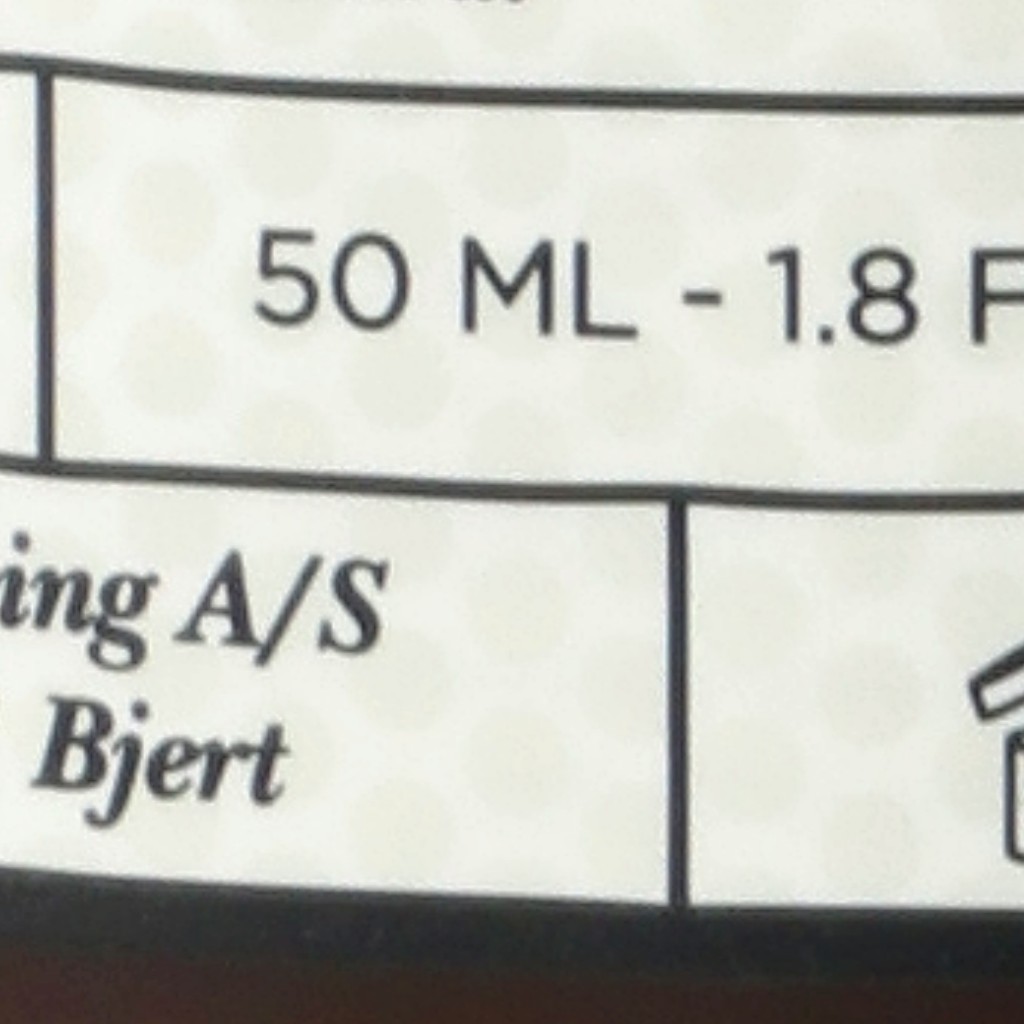 50 ML - 1.8 F
ing A/S
Bjert